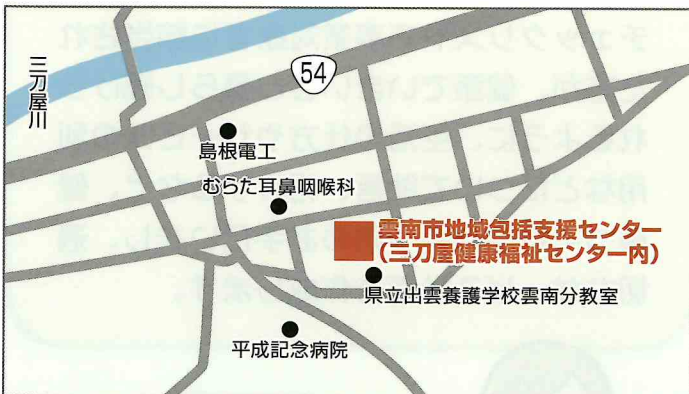 三刀屋川
54
島根電工
むらた耳鼻咽喉科
雲南市地域包括支援センター
(三刀屋健康福祉センター内)
県立出雲養護学校雲南分教室
平成記念病院